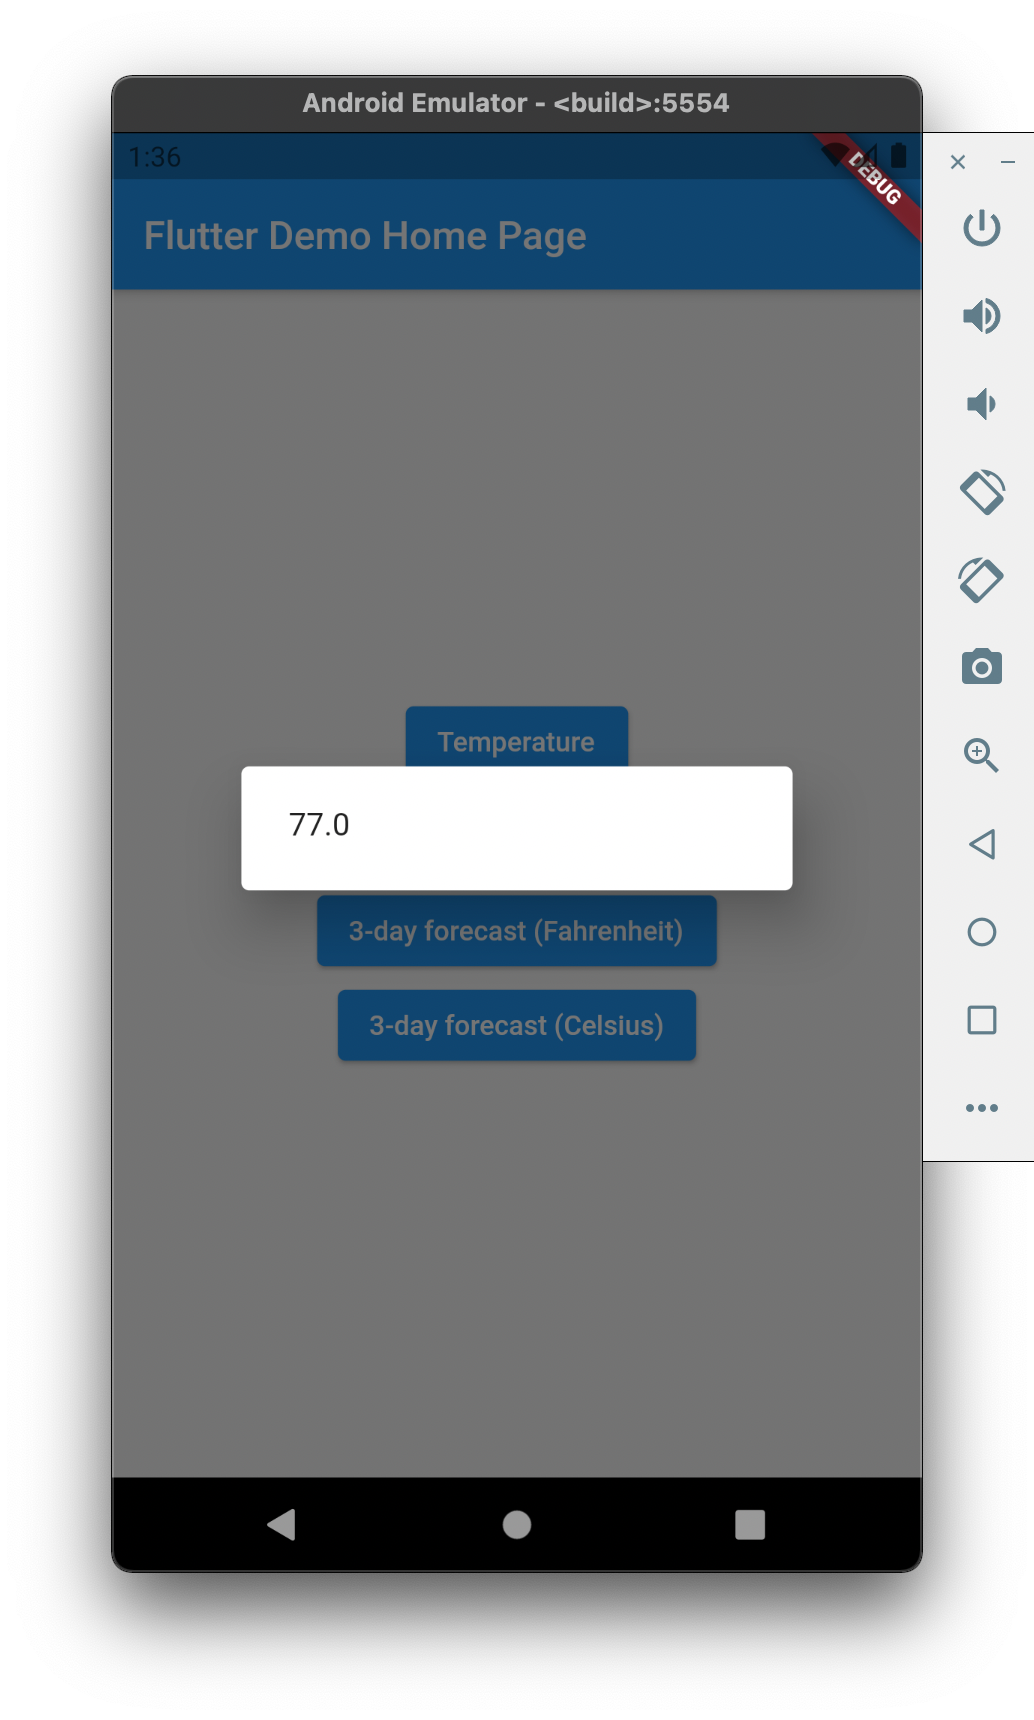 Android Emulator - <build>:5554
1:36
DEBUG
Flutter Demo Home Page
Temperature
77.0
3-day forecast (Fahrenheit)
3-day forecast (Celsius)